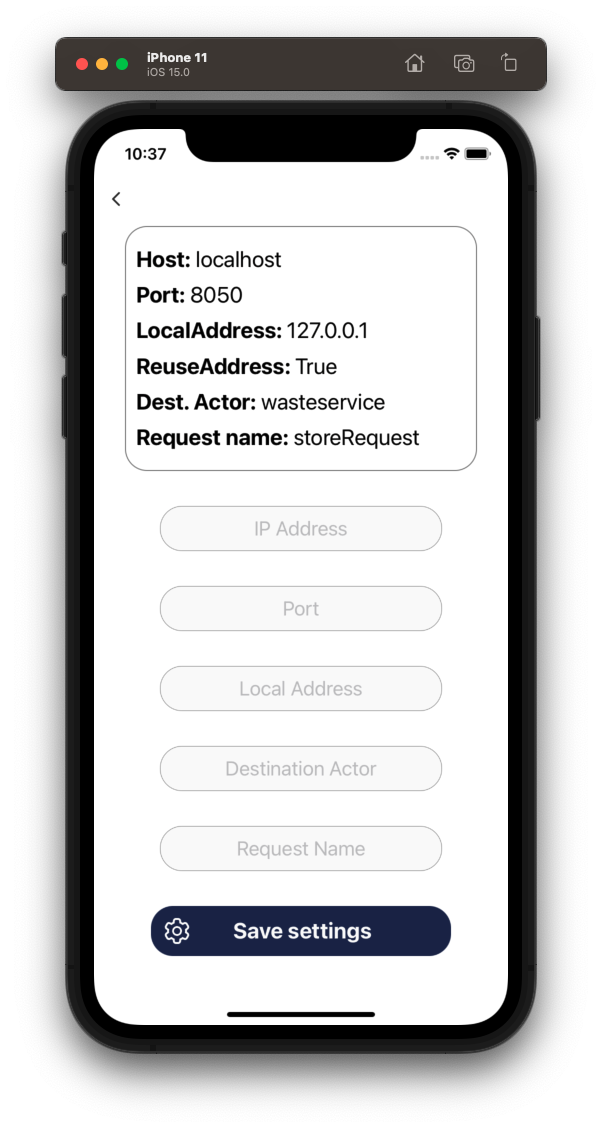 iPhone 11
iOS 15.0
10:37
Host: localhost
Port: 8050
LocalAddress: 127.0.0.1
ReuseAddress: True
Dest. Actor: wasteservice
Request name: storeRequest
IP Address
Port
Local Address
Destination Actor
Request Name
Save settings